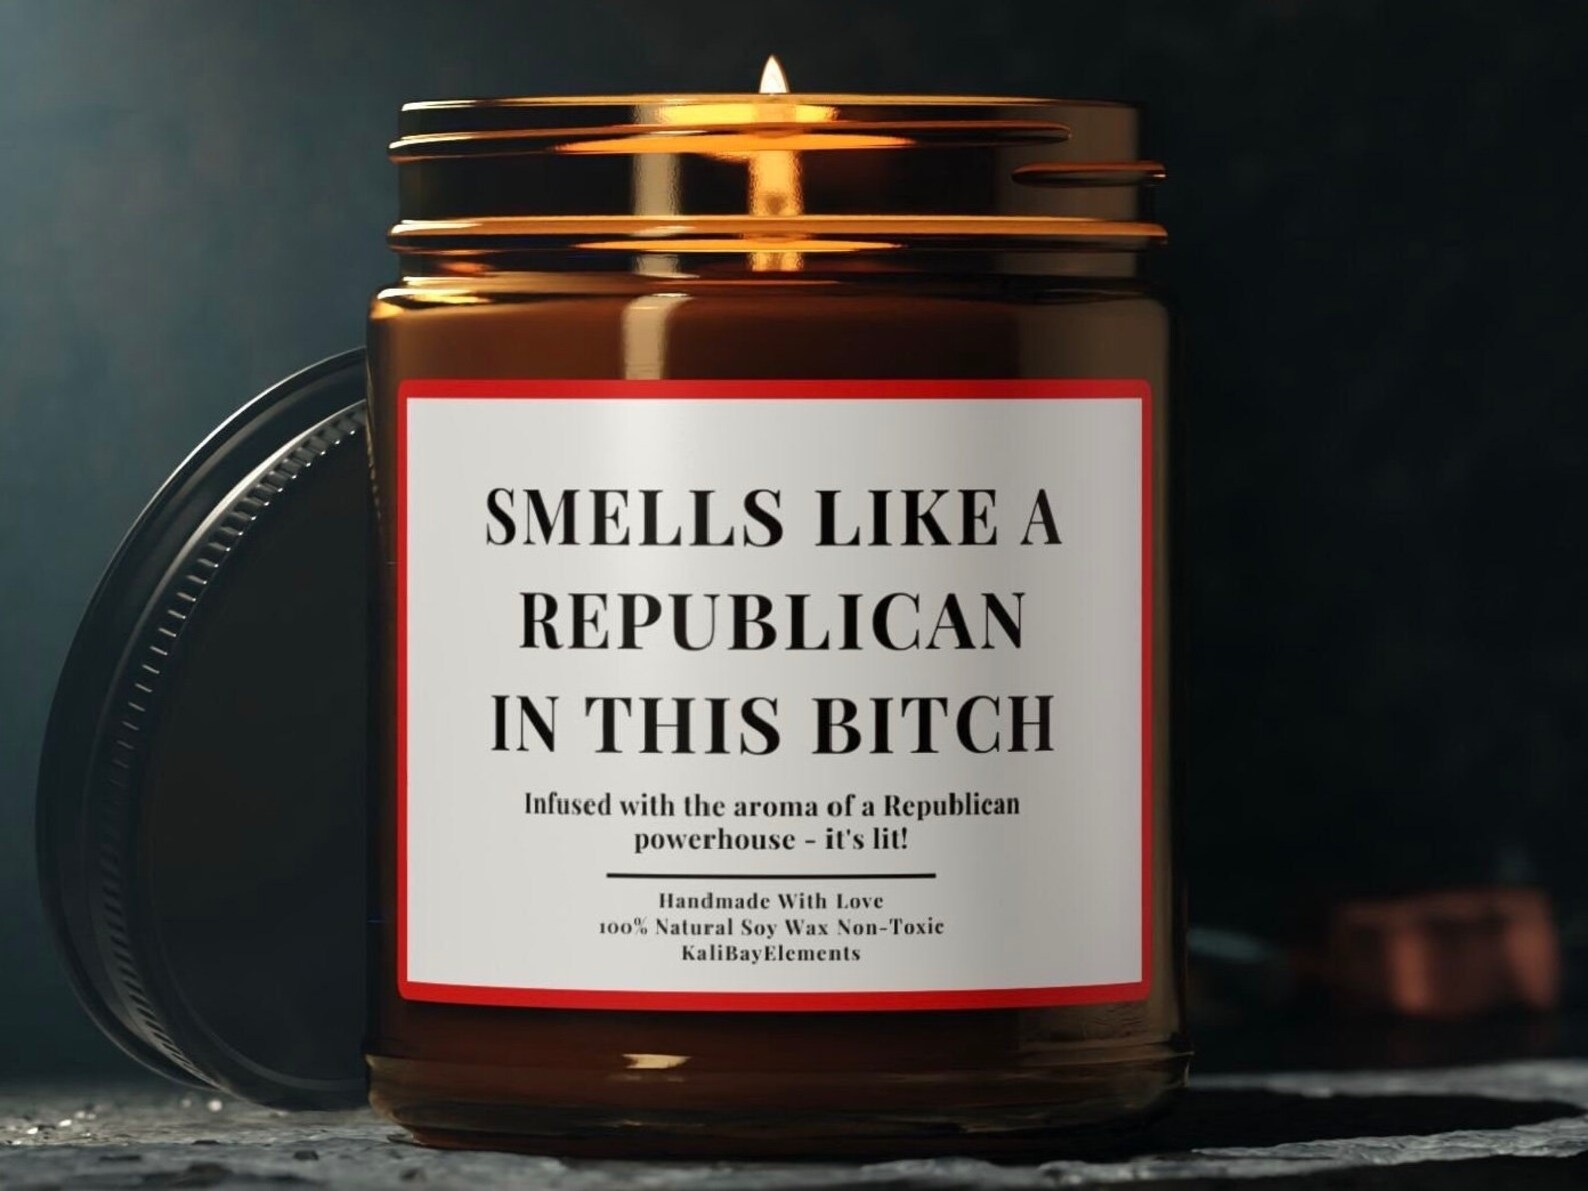 SMELLS LIKE A
REPUBLICAN
IN THIS BITCH
Infused with the aroma of a Republican
powerhouse - it's lit!
Handmade With Love
100% Natural Soy Wax Non-Toxic
KaliBayElements